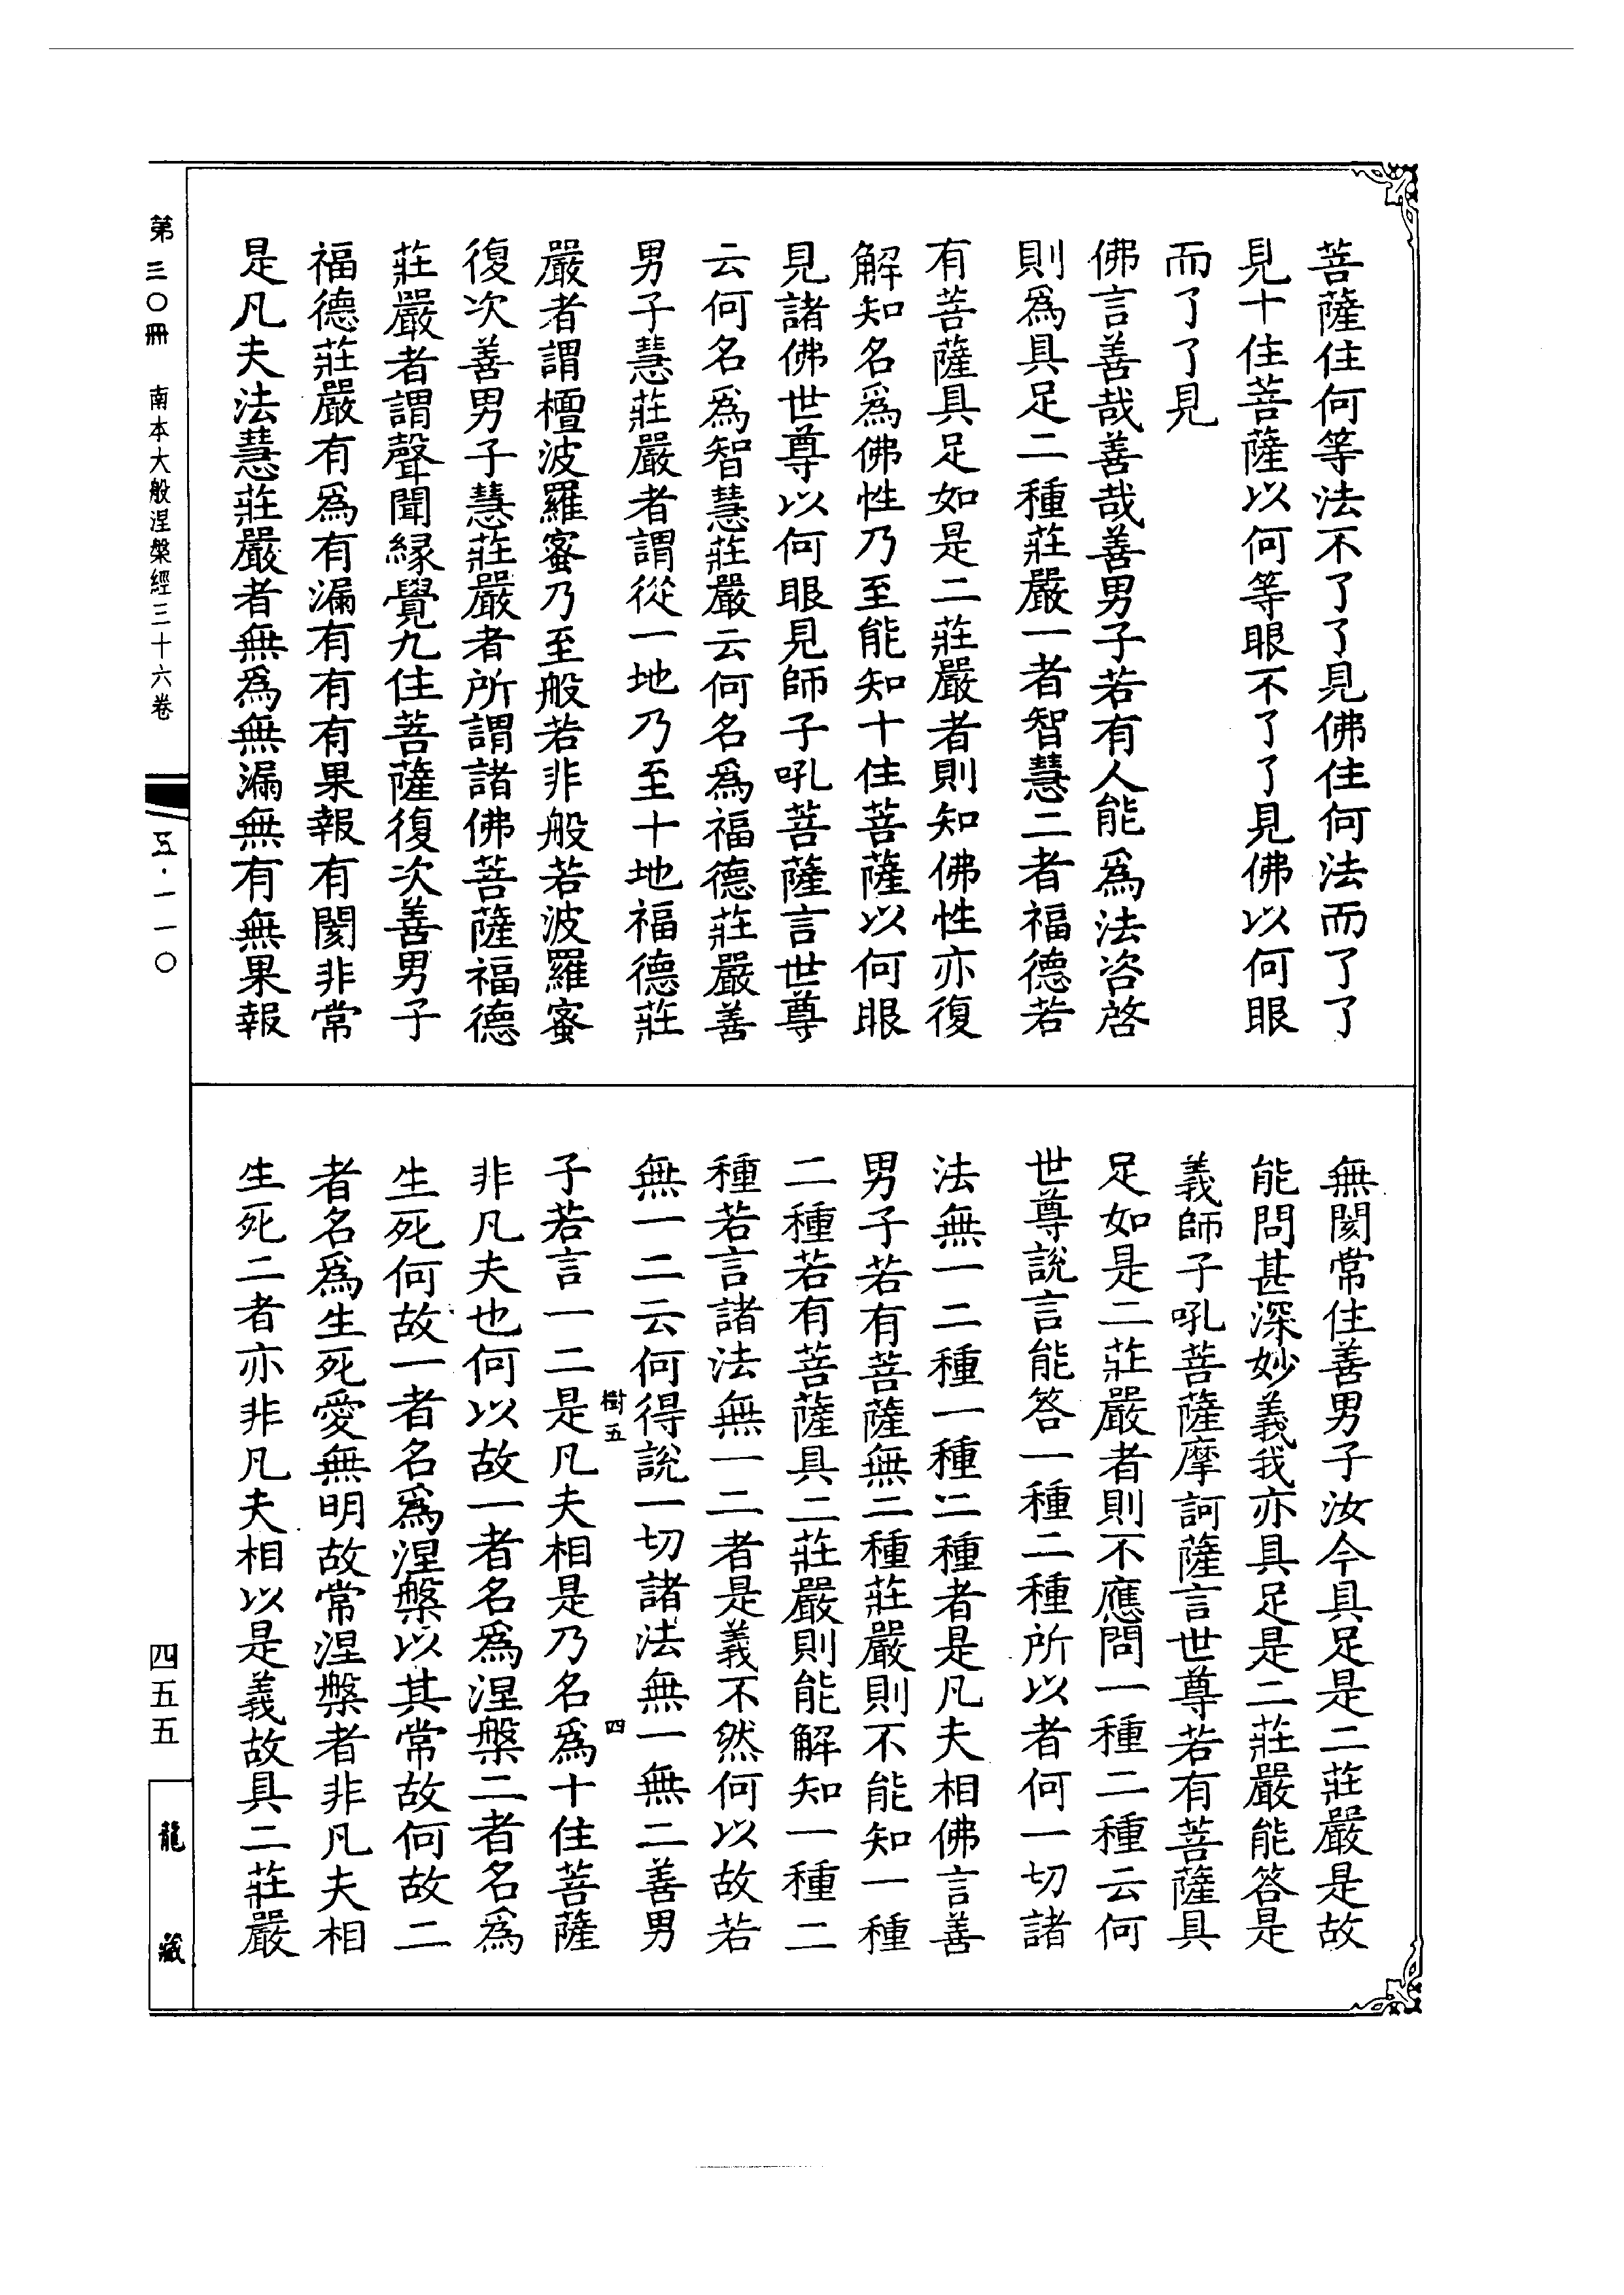 菩薩住何等法不了了見佛住何法而了了
見十住菩薩以何等眼不了了見佛以何眼
而了了見
佛言善哉善哉善男子若有人能爲法咨啓
則爲具足二種莊嚴一者智慧二者福德若
有菩薩具足如是二莊嚴者則知佛性亦復
解知名爲佛性乃至能知十住菩薩以何眼
見諸佛世尊以何眼見師子吼菩薩言世尊
云何名爲智慧莊嚴云何名爲福德莊嚴善
男子慧莊嚴者謂從一地乃至十地福德莊
嚴者謂檀波羅蜜乃至般若非般若波羅蜜
復次善男子慧莊嚴者所謂諸佛菩薩福德
莊嚴者謂聲聞緣覺九住菩薩復次善男子
福德莊嚴有爲有漏有有有果報有閡非常
是凡夫法慧莊嚴者無爲無漏無有無果報
無閡常住善男子汝今具足是二莊嚴是故
能問甚深妙義我亦具足是二莊嚴能答是
義師子吼菩薩摩訶薩言世尊若有菩薩具
足如是二莊嚴者則不應問一種二種云何
世尊說言能答一種二種所以者何一切諸
法無一二種一種二種者是凡夫相佛言善
男子若有菩薩無二種莊嚴則不能知一種
二種若有菩薩具二莊嚴則能解知一種二
種若言諸法無一二者是義不然何以故若
無一二云何得說一切諸法無一無二善男
樹五 四
子若言一二是凡夫相是乃名爲十住菩薩
非凡夫也何以故一者名爲涅槃二者名爲
生死何故一者名爲涅槃以其常故何故二
者名爲生死愛無明故常涅槃者非凡夫相
生死二者亦非凡夫相以是義故具二莊嚴
第三〇冊 南本大般涅槃經三十六卷 五·一一〇 四五五 龍藏